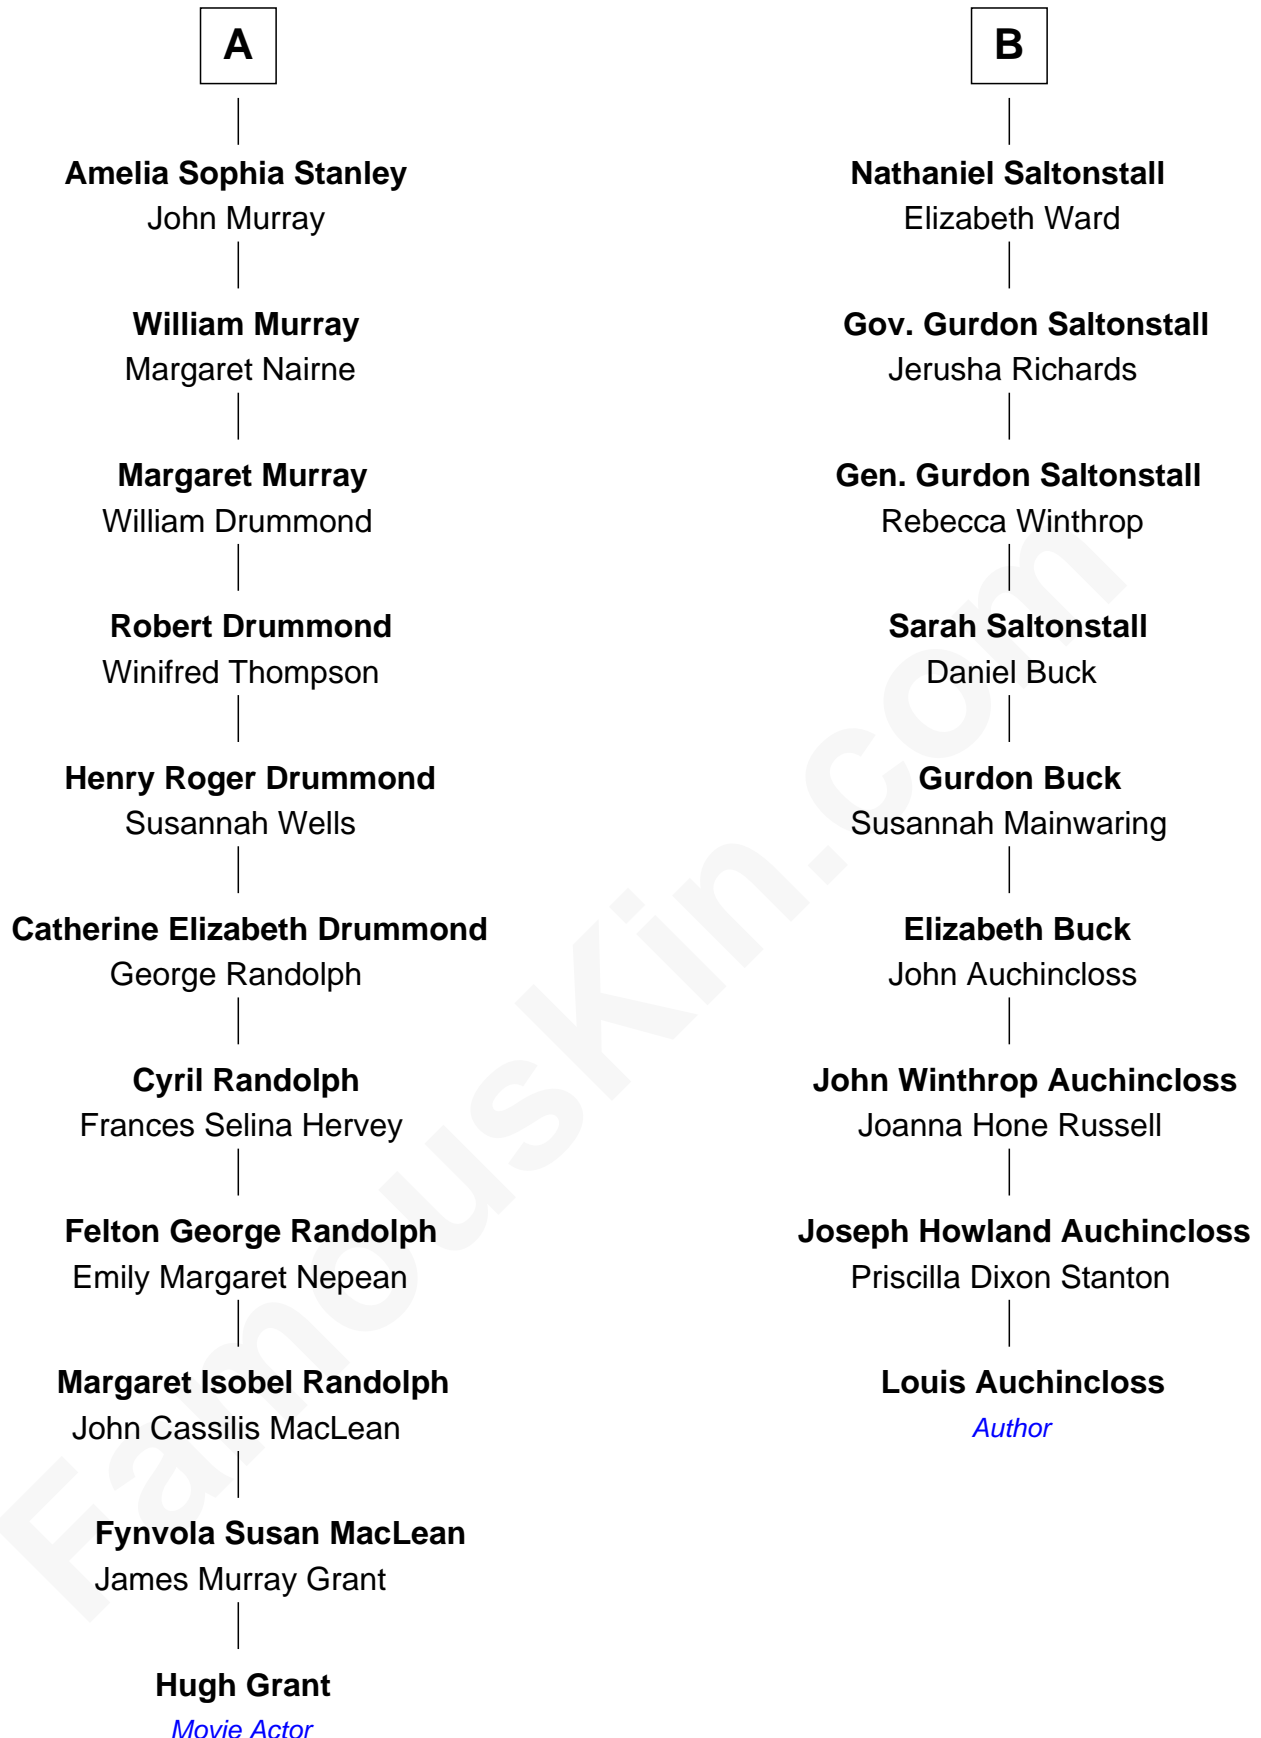 A
Amelia Sophia Stanley
John Murray
William Murray
Margaret Nairne
Margaret Murray
William Drummond
Robert Drummond
Winifred Thompson
Henry Roger Drummond
Susannah Wells
Catherine Elizabeth Drummond
George Randolph
Cyril Randolph
Frances Selina Hervey
Felton George Randolph
Emily Margaret Nepean
Margaret Isobel Randolph
John Cassilis MacLean
Fynvola Susan MacLean
James Murray Grant
Hugh Grant
Movie Actor
B
Nathaniel Saltonstall
Elizabeth Ward
Gov. Gurdon Saltonstall
Jerusha Richards
Gen. Gurdon Saltonstall
Rebecca Winthrop
Sarah Saltonstall
Daniel Buck
Gurdon Buck
Susannah Mainwaring
Elizabeth Buck
John Auchincloss
John Winthrop Auchincloss
Joanna Hone Russell
Joseph Howland Auchincloss
Priscilla Dixon Stanton
Louis Auchincloss
Author
FamousKin.com